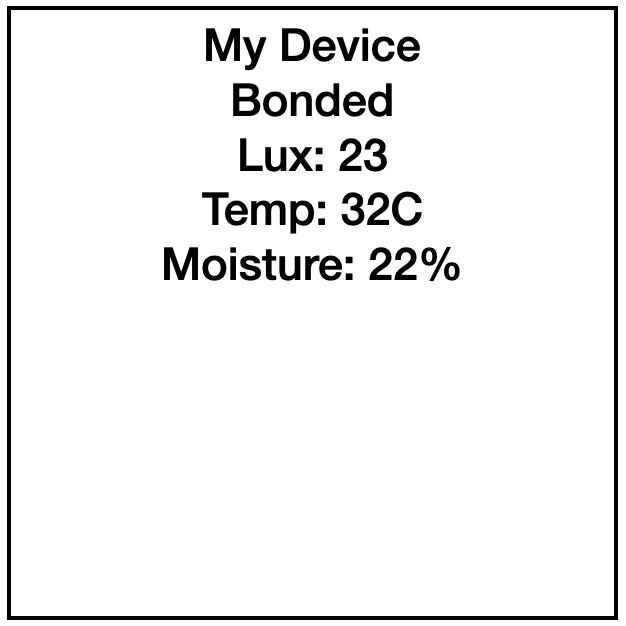 My Device
Bonded
Lux: 23
Temp: 32C
Moisture: 22%